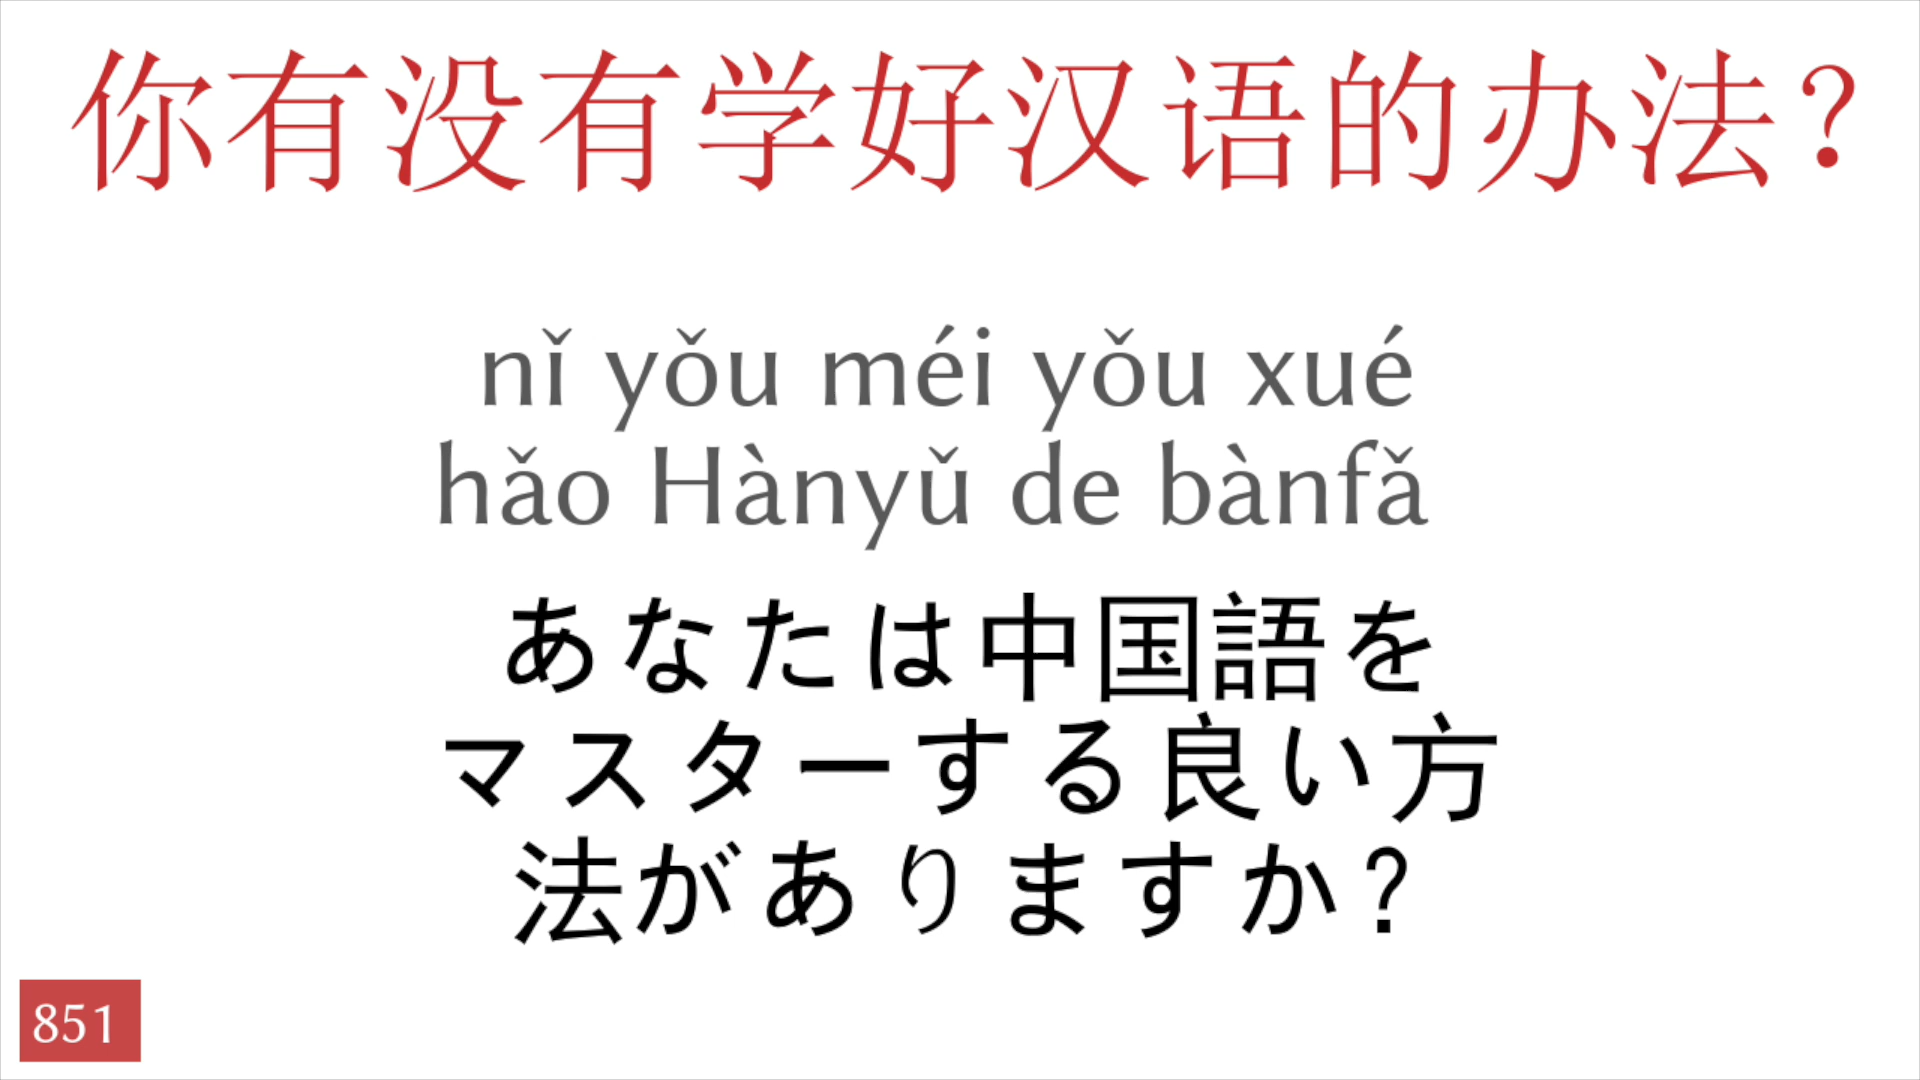 你有没有学好汉语的办法？
nǐ yǒu méi yǒu xué
hǎo Hànyǔ de bànfǎ
あなたは中国語を
マスターする良い方
法がありますか?
851